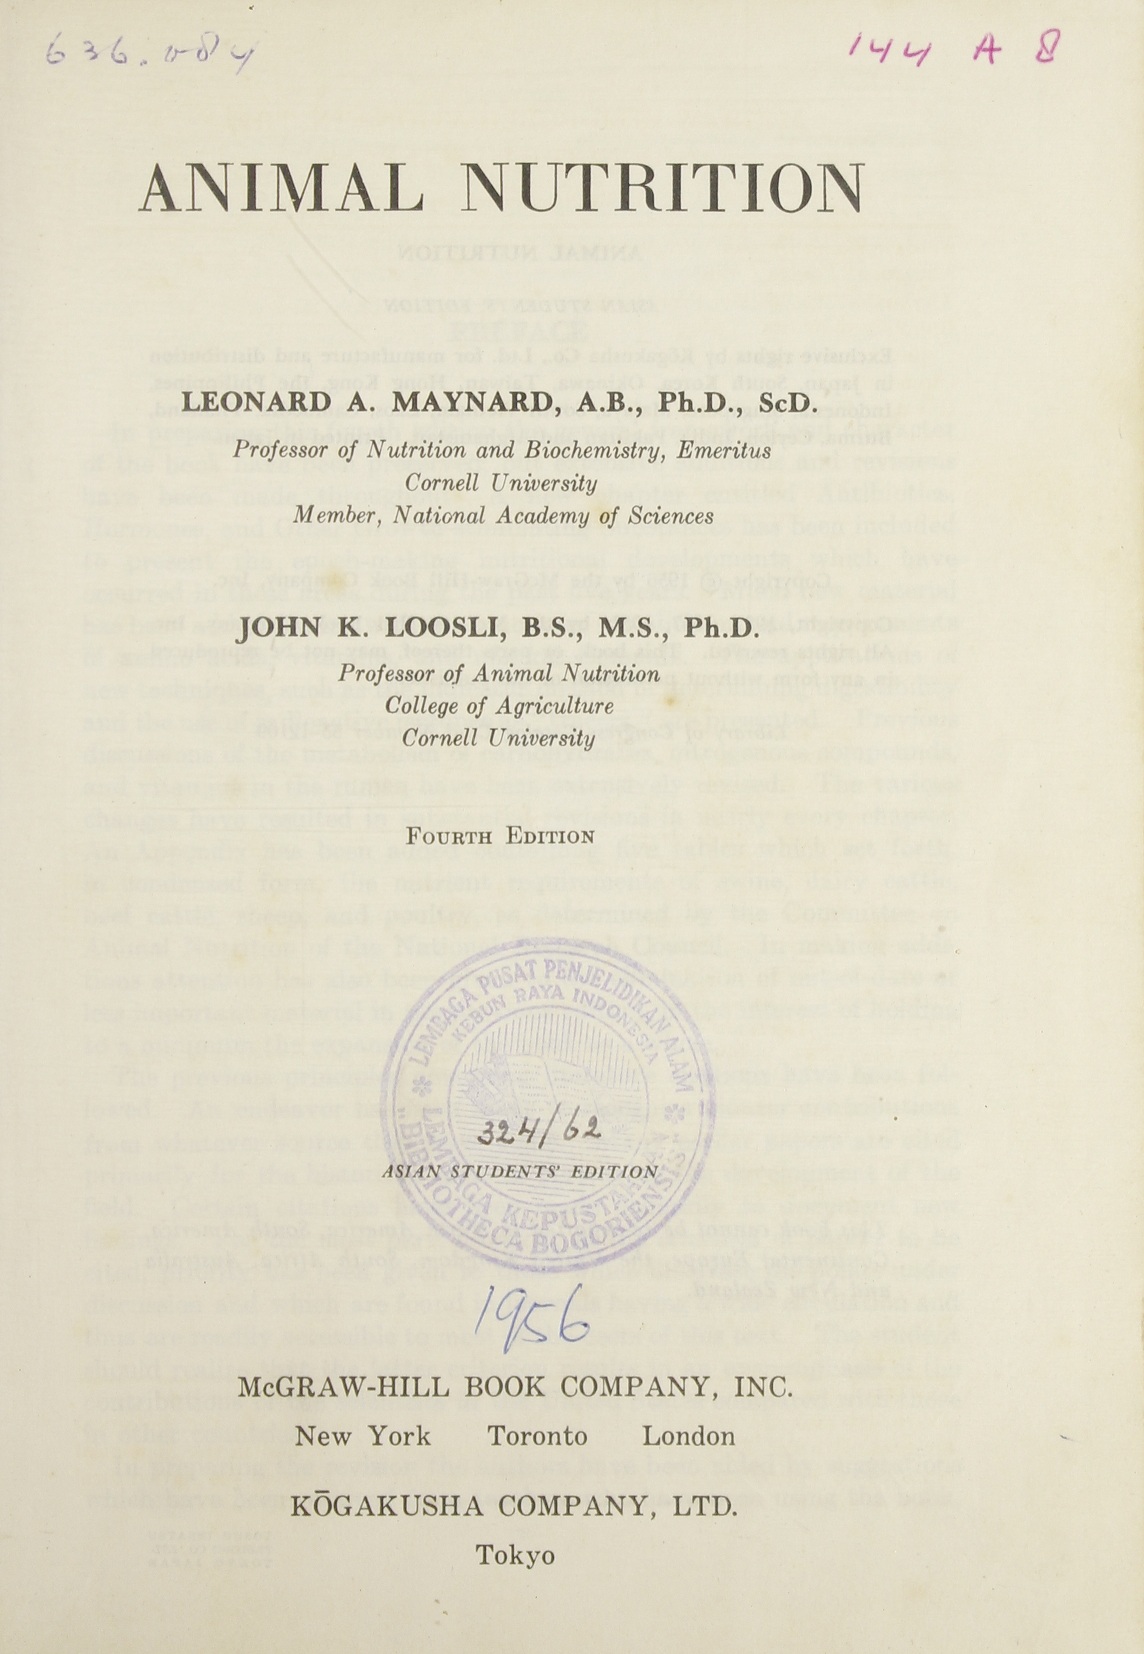 636.084
144 A 8
ANIMAL NUTRITION
LEONARD A. MAYNARD, A.B., Ph.D., ScD.
Professor of Nutrition and Biochemistry, Emeritus
Cornell University
Member, National Academy of Sciences
JOHN K. LOOSLI, B.S., M.S., Ph.D.
Professor of Animal Nutrition
College of Agriculture
Cornell University
FOURTH EDITION
LEMBAGA PUSAT PENJELIDIKAN ALAM
KEBUN RAYA INDONESIA
324/62
ASIAN STUDENTS' EDITION
LEMBAGA KEPUSTAKAAN
"BIBLIOTHECA BOGORIENSIS"
1956
McGRAW-HILL BOOK COMPANY, INC.
New York Toronto London
KŌGAKUSHA COMPANY, LTD.
Tokyo